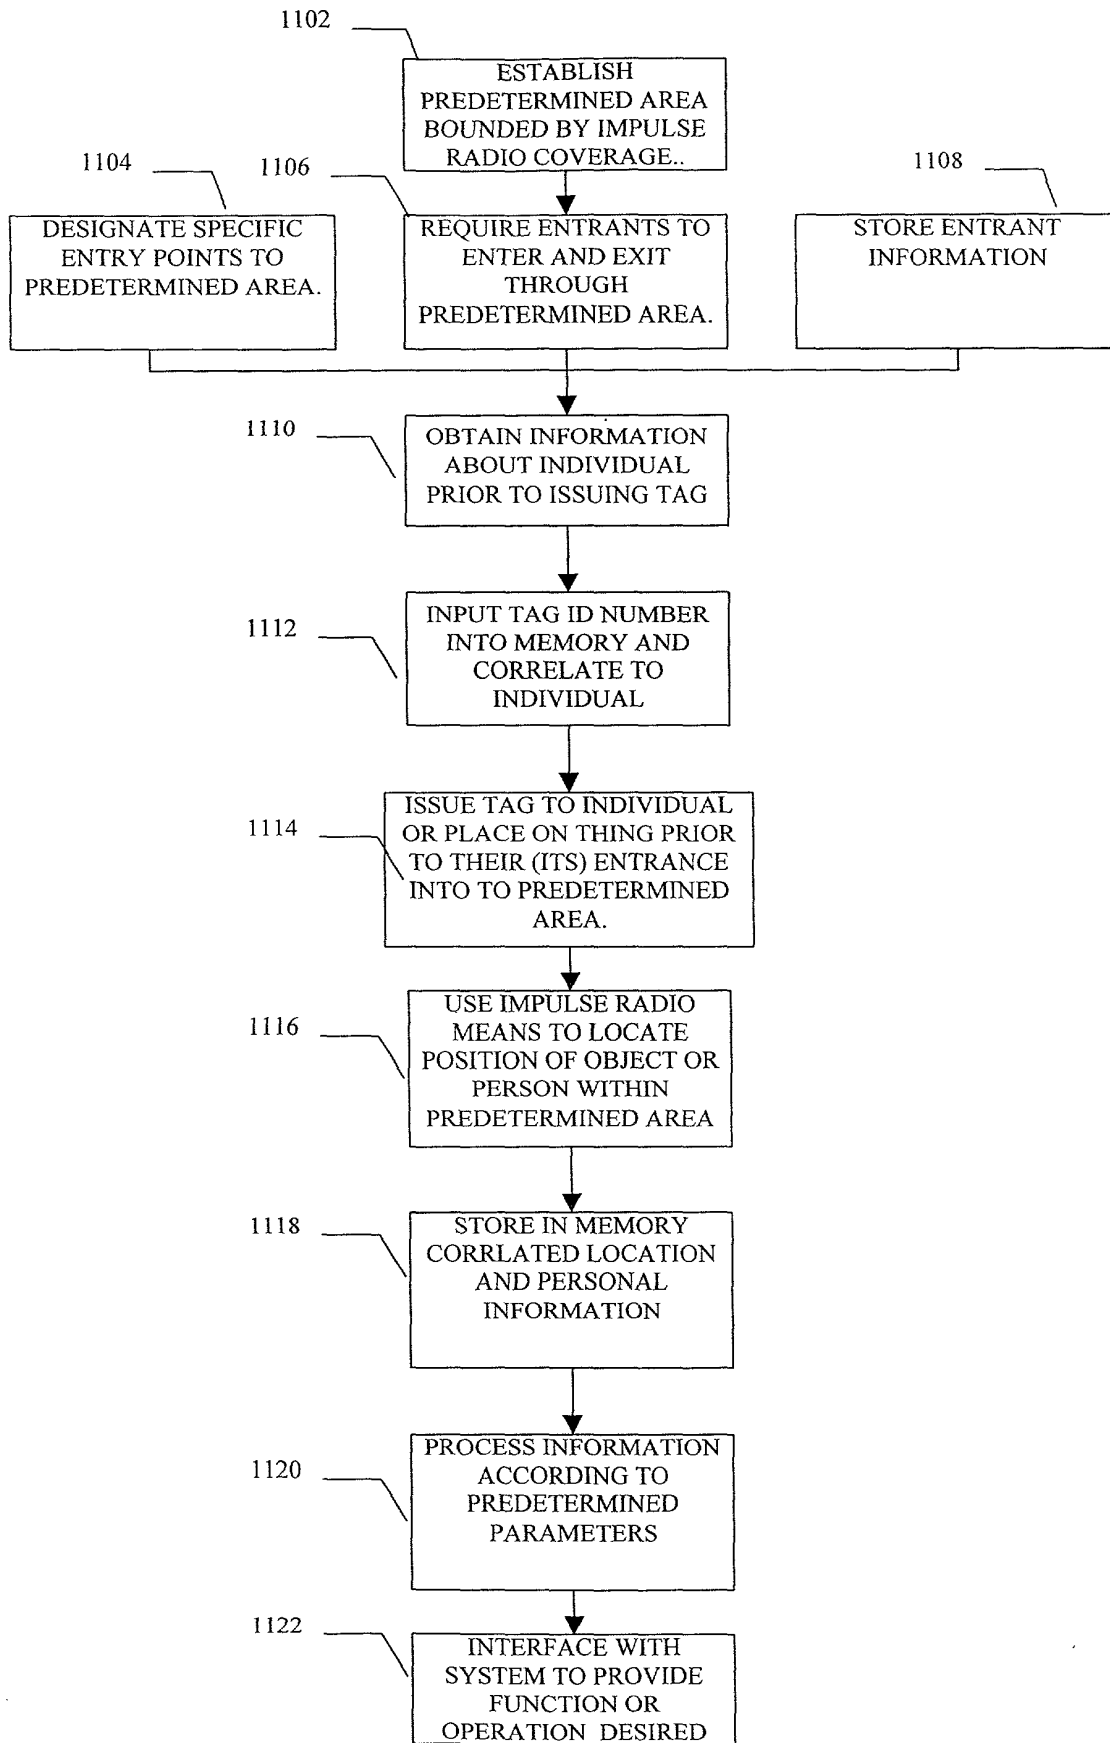 1102
ESTABLISH
PREDETERMINED AREA
BOUNDED BY IMPULSE
RADIO COVERAGE..
1104
DESIGNATE SPECIFIC
ENTRY POINTS TO
PREDETERMINED AREA.
1106
REQUIRE ENTRANTS TO
ENTER AND EXIT
THROUGH
PREDETERMINED AREA.
1108
STORE ENTRANT
INFORMATION
1110
OBTAIN INFORMATION
ABOUT INDIVIDUAL
PRIOR TO ISSUING TAG
1112
INPUT TAG ID NUMBER
INTO MEMORY AND
CORRELATE TO
INDIVIDUAL
1114
ISSUE TAG TO INDIVIDUAL
OR PLACE ON THING PRIOR
TO THEIR (ITS) ENTRANCE
INTO TO PREDETERMINED
AREA.
1116
USE IMPULSE RADIO
MEANS TO LOCATE
POSITION OF OBJECT OR
PERSON WITHIN
PREDETERMINED AREA
1118
STORE IN MEMORY
CORRLATED LOCATION
AND PERSONAL
INFORMATION
1120
PROCESS INFORMATION
ACCORDING TO
PREDETERMINED
PARAMETERS
1122
INTERFACE WITH
SYSTEM TO PROVIDE
FUNCTION OR
OPERATION DESIRED